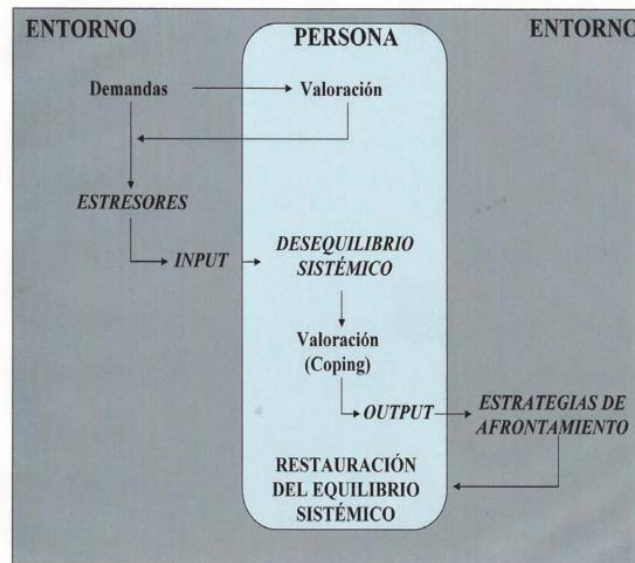 ENTORNO PERSONA ENTORNO
Demandas Valoración
ESTRESORES
INPUT
DESEQUILIBRIO
SISTÉMICO
Valoración
(Coping)
OUTPUT
ESTRATEGIAS DE
AFRONTAMIENTO
RESTAURACIÓN
DEL EQUILIBRIO
SISTÉMICO